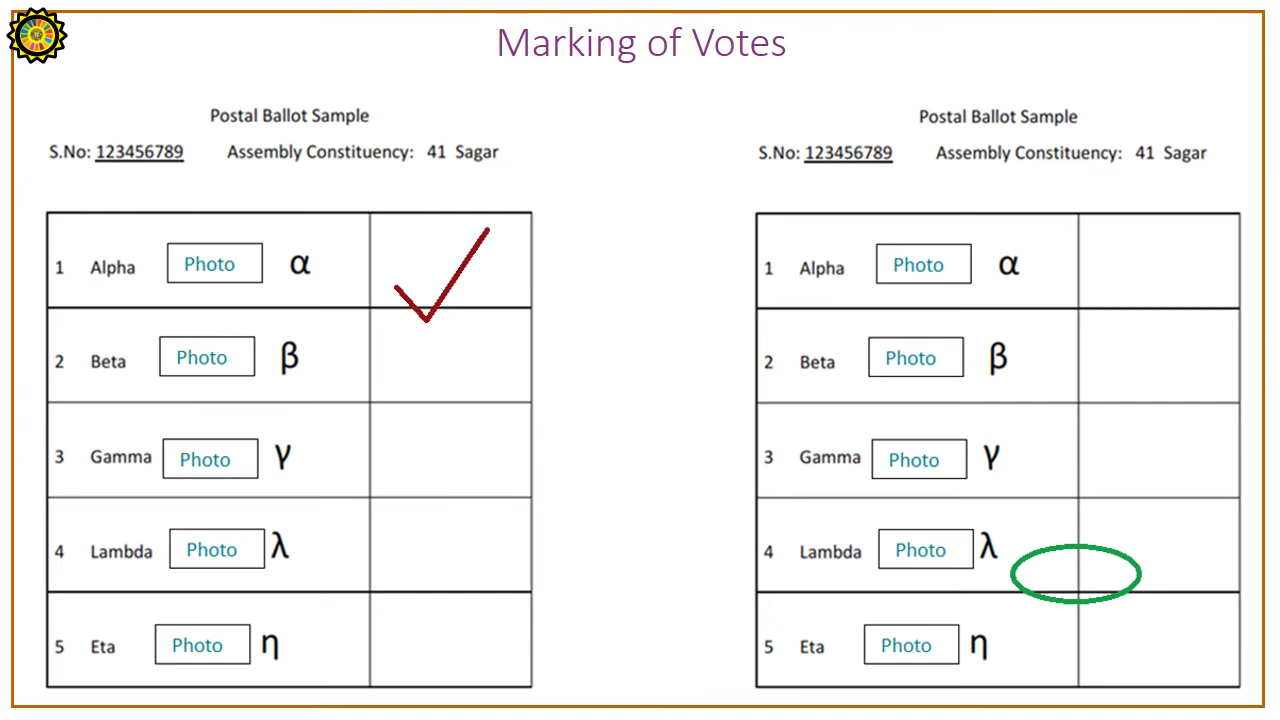 Marking of Votes
Postal Ballot Sample
S.No: 123456789 Assembly Constituency: 41 Sagar
1 Alpha Photo α
2 Beta Photo β
3 Gamma Photo γ
4 Lambda Photo λ
5 Eta Photo η
Postal Ballot Sample
S.No: 123456789 Assembly Constituency: 41 Sagar
1 Alpha Photo α
2 Beta Photo β
3 Gamma Photo γ
4 Lambda Photo λ
5 Eta Photo η